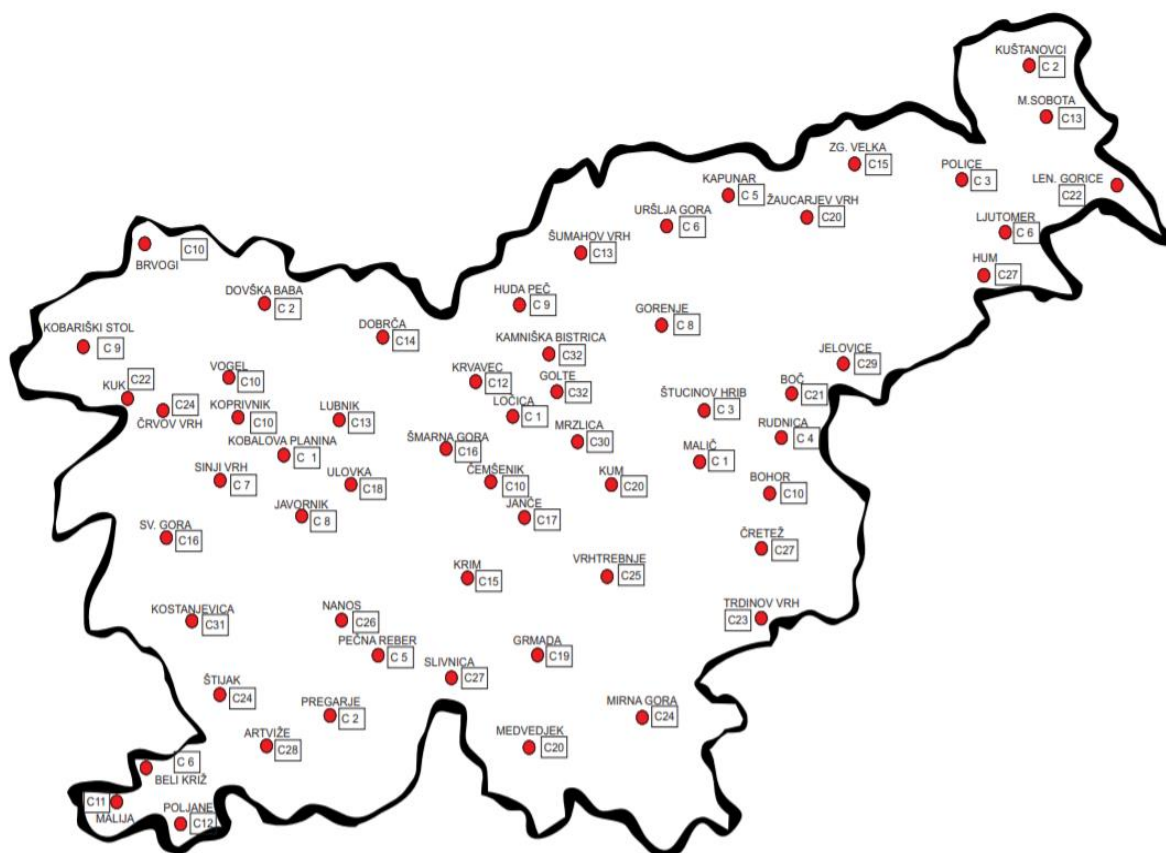 KUŠTANOVCI
C 2
M.SOBOTA
C13
ZG. VELKA
C15
POLICE
C 3
LEN. GORICE
C22
KAPUNAR
C 5
ŽAUCARJEV VRH
C20
URŠLJA GORA
C 6
LJUTOMER
C 6
ŠUMAHOV VRH
C13
HUM
C27
C10
BRVOGI
DOVŠKA BABA
C 2
HUDA PEČ
C 9
GORENJE
C 8
DOBRČA
C14
KOBARIŠKI STOL
C 9
KAMNIŠKA BISTRICA
C32
JELOVICE
C29
VOGEL
C10
KRVAVEC
C12
GOLTE
C32
BOČ
C21
C22
KUK
C24
ČRVOV VRH
KOPRIVNIK
C10
LUBNIK
C13
LOČICA
C 1
ŠTUCINOV HRIB
C 3
MRZLICA
C30
RUDNICA
C 4
KOBALOVA PLANINA
C 1
ŠMARNA GORA
C16
MALIČ
C 1
SINJI VRH
C 7
ULOVKA
C18
ČEMŠENIK
C10
KUM
C20
BOHOR
C10
JAVORNIK
C 8
JANČE
C17
SV. GORA
C16
ČRETEŽ
C27
KRIM
C15
VRHTREBNJE
C25
KOSTANJEVICA
C31
NANOS
C26
TRDINOV VRH
C23
PEČNA REBER
C 5
GRMADA
C19
SLIVNICA
C27
ŠTIJAK
C24
PREGARJE
C 2
MIRNA GORA
C24
ARTVIŽE
C28
MEDVEDJEK
C20
C 6
BELI KRIŽ
C11
MALIJA
POLJANE
C12